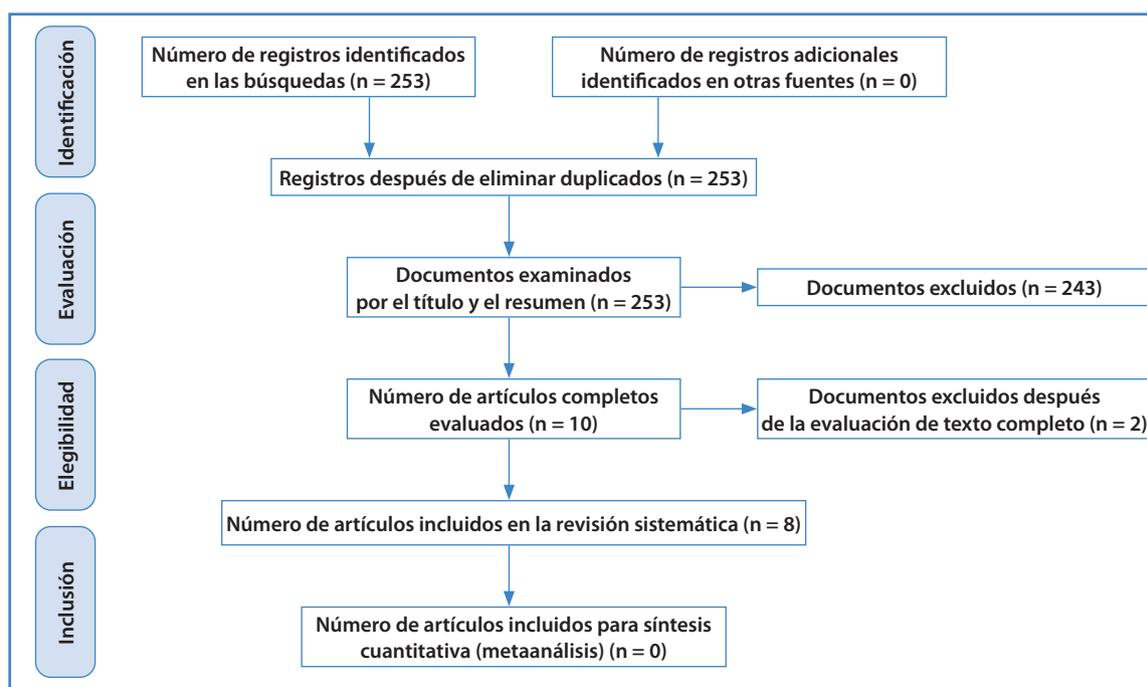 Identificación
Número de registros identificados
en las búsquedas (n = 253)
Número de registros adicionales
identificados en otras fuentes (n = 0)
Registros después de eliminar duplicados (n = 253)
Evaluación
Documentos examinados
por el título y el resumen (n = 253)
Documentos excluidos (n = 243)
Elegibilidad
Número de artículos completos
evaluados (n = 10)
Documentos excluidos después
de la evaluación de texto completo (n = 2)
Número de artículos incluidos en la revisión sistemática (n = 8)
Inclusión
Número de artículos incluidos para síntesis
cuantitativa (metaanálisis) (n = 0)